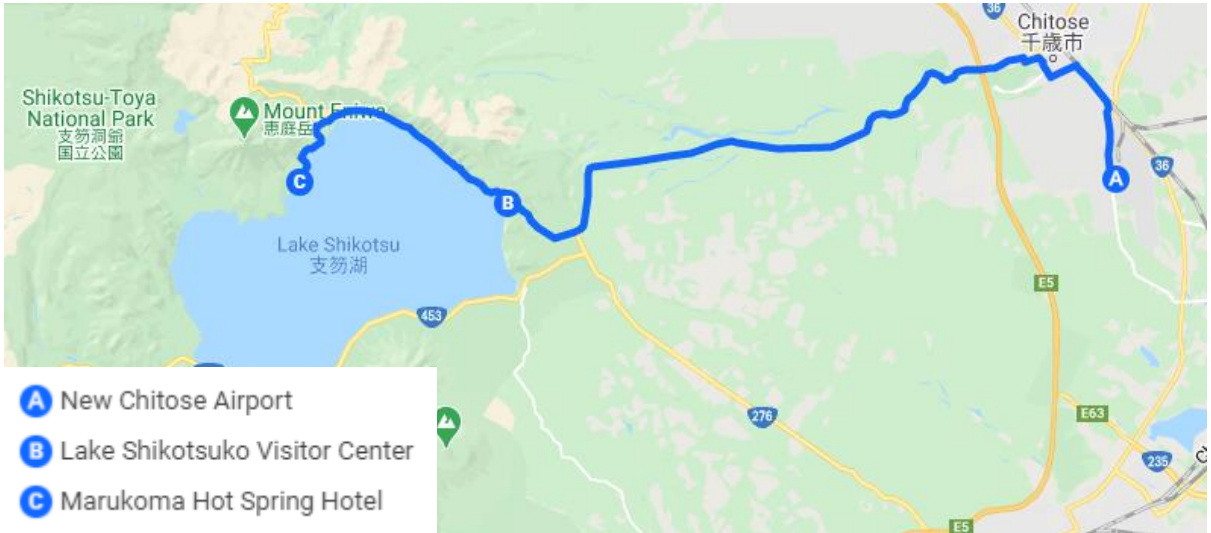 36
Chitose
千歳市
Shikotsu-Toya
National Park
支笏洞爺
国立公園
Mount Eniwa
恵庭岳
C
B
A
36
Lake Shikotsu
支笏湖
453
E5
276
E63
235
E5
A New Chitose Airport
B Lake Shikotsuko Visitor Center
C Marukoma Hot Spring Hotel